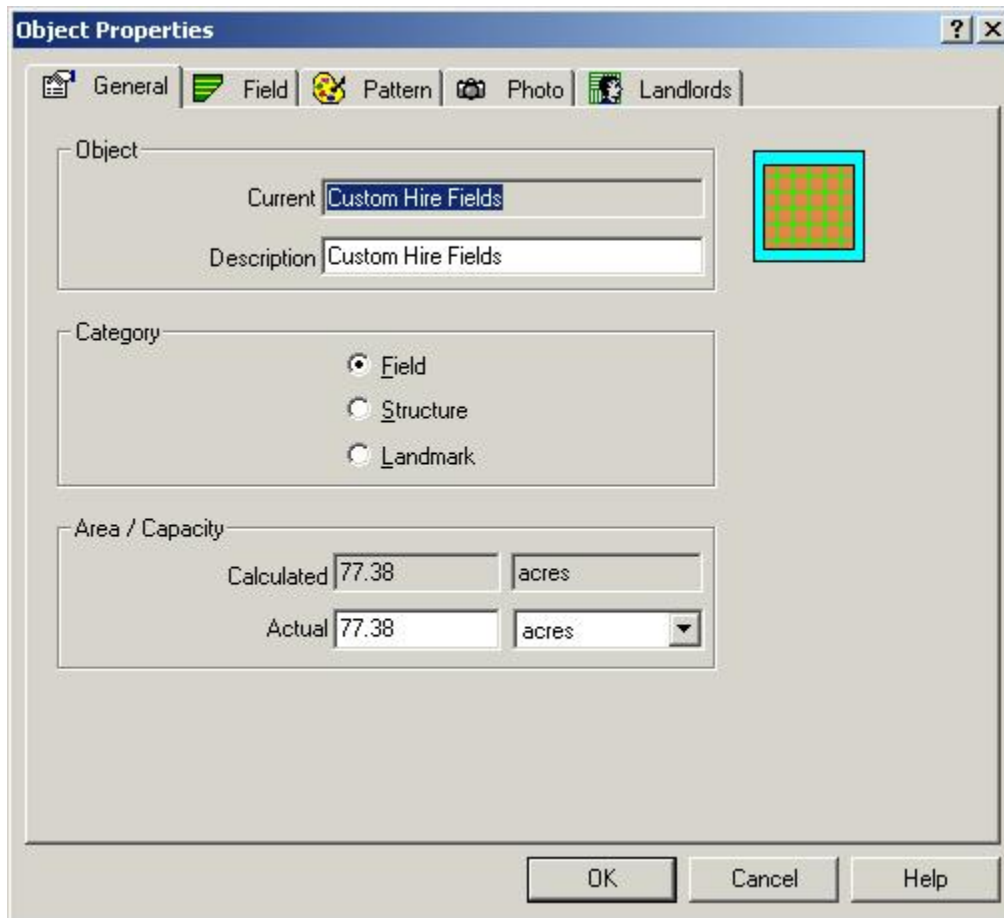 Object Properties
General Field Pattern Photo Landlords
Object
Current Custom Hire Fields
Description Custom Hire Fields
Category
Field
Structure
Landmark
Area / Capacity
Calculated 77.38 acres
Actual 77.38 acres
OK Cancel Help